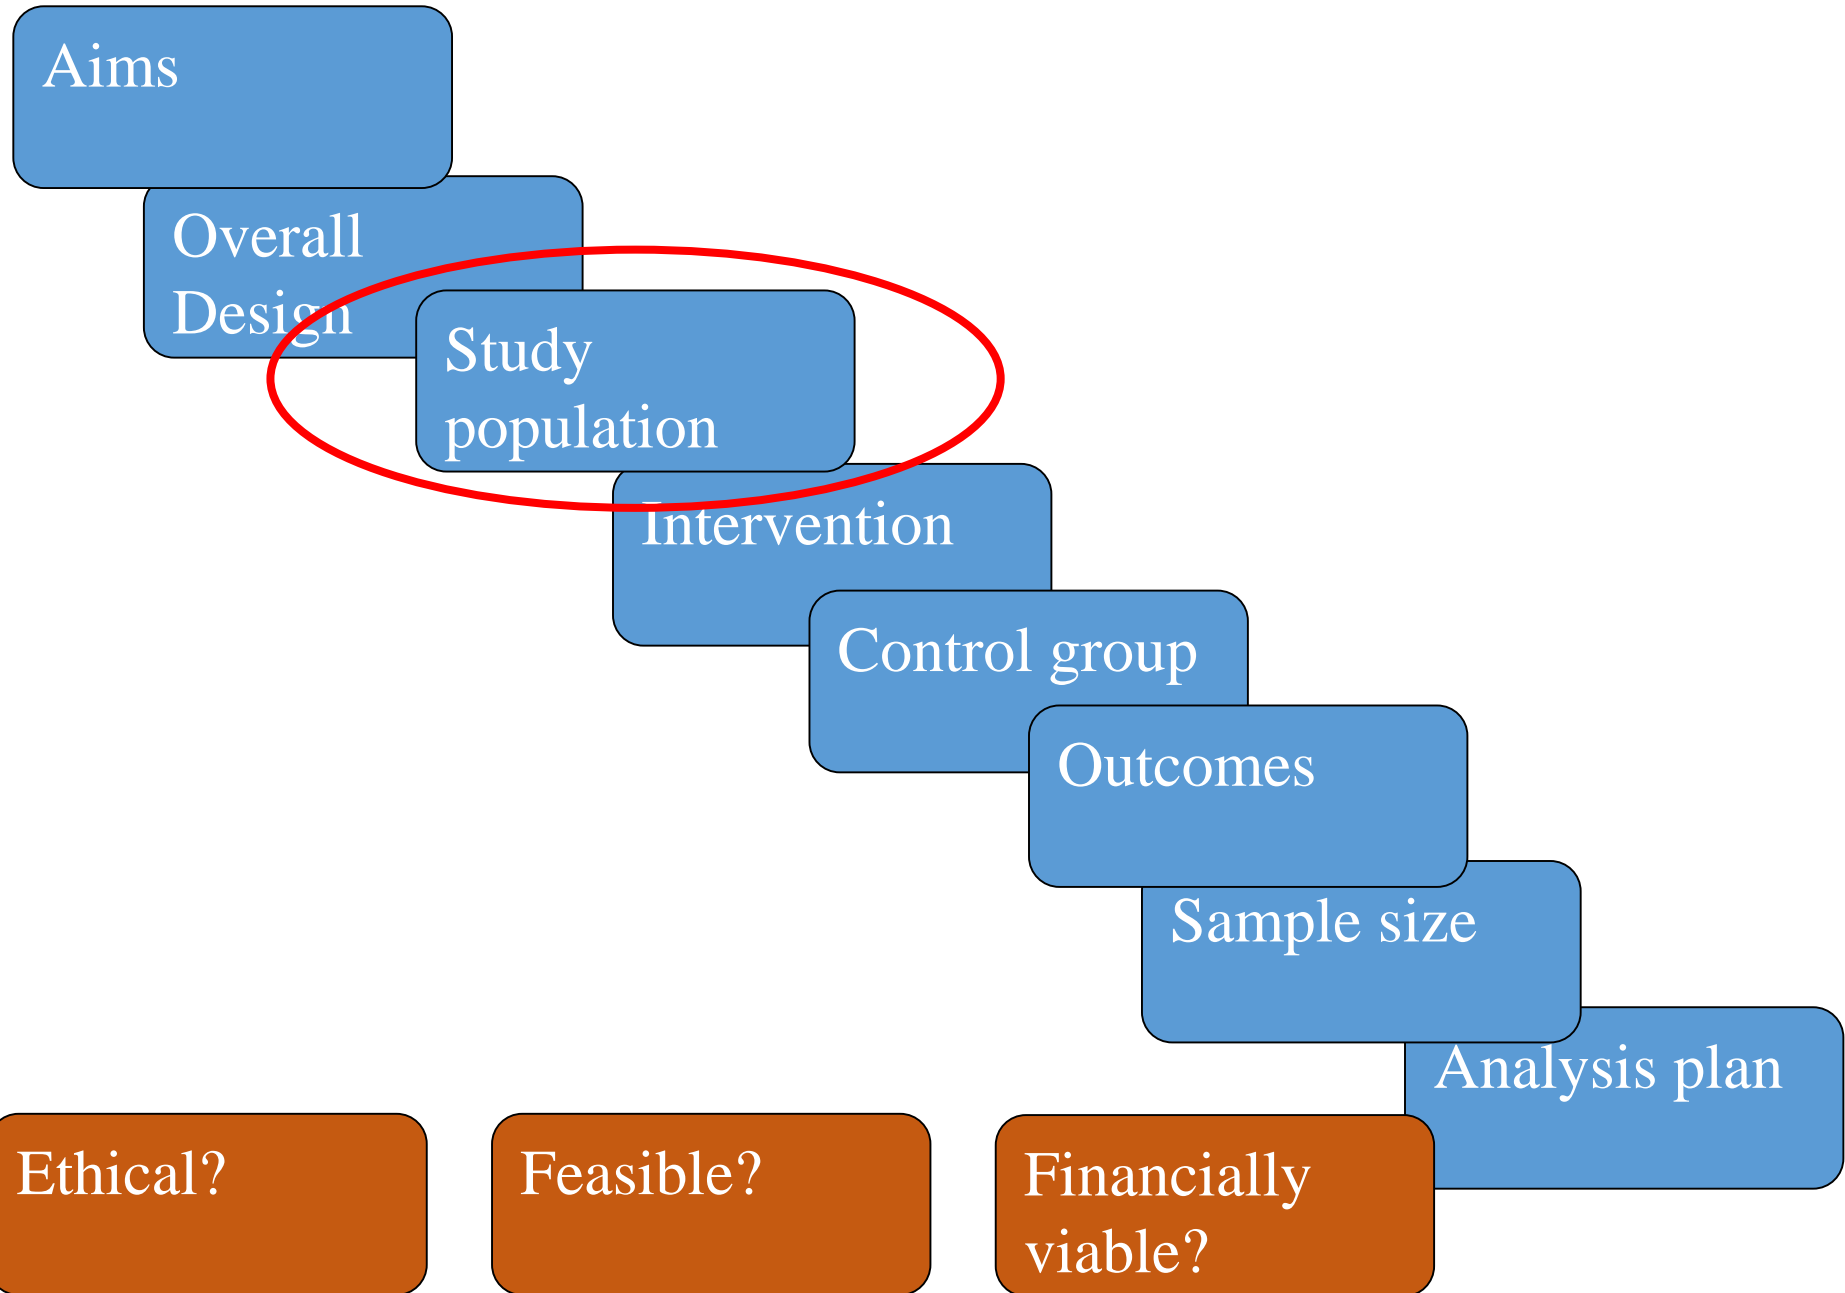 Aims
Overall
Design
Study
population
Intervention
Control group
Outcomes
Sample size
Analysis plan
Ethical?
Feasible?
Financially
viable?